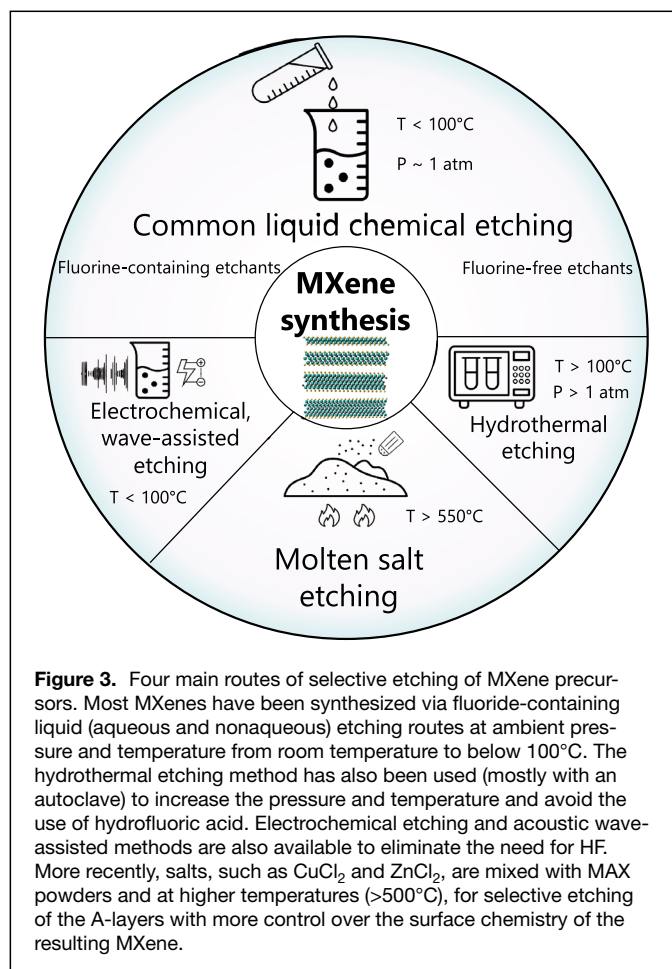 T < 100°C
P ~ 1 atm
Common liquid chemical etching
Fluorine-containing etchants
Fluorine-free etchants
MXene
synthesis
Electrochemical,
wave-assisted
etching
T < 100°C
T > 100°C
P > 1 atm
Hydrothermal
etching
T > 550°C
Molten salt
etching
Figure 3. Four main routes of selective etching of MXene precur-
sors. Most MXenes have been synthesized via fluoride-containing
liquid (aqueous and nonaqueous) etching routes at ambient pres-
sure and temperature from room temperature to below 100°C. The
hydrothermal etching method has also been used (mostly with an
autoclave) to increase the pressure and temperature and avoid the
use of hydrofluoric acid. Electrochemical etching and acoustic wave-
assisted methods are also available to eliminate the need for HF.
More recently, salts, such as CuCl₂ and ZnCl₂, are mixed with MAX
powders and at higher temperatures (>500°C), for selective etching
of the A-layers with more control over the surface chemistry of the
resulting MXene.